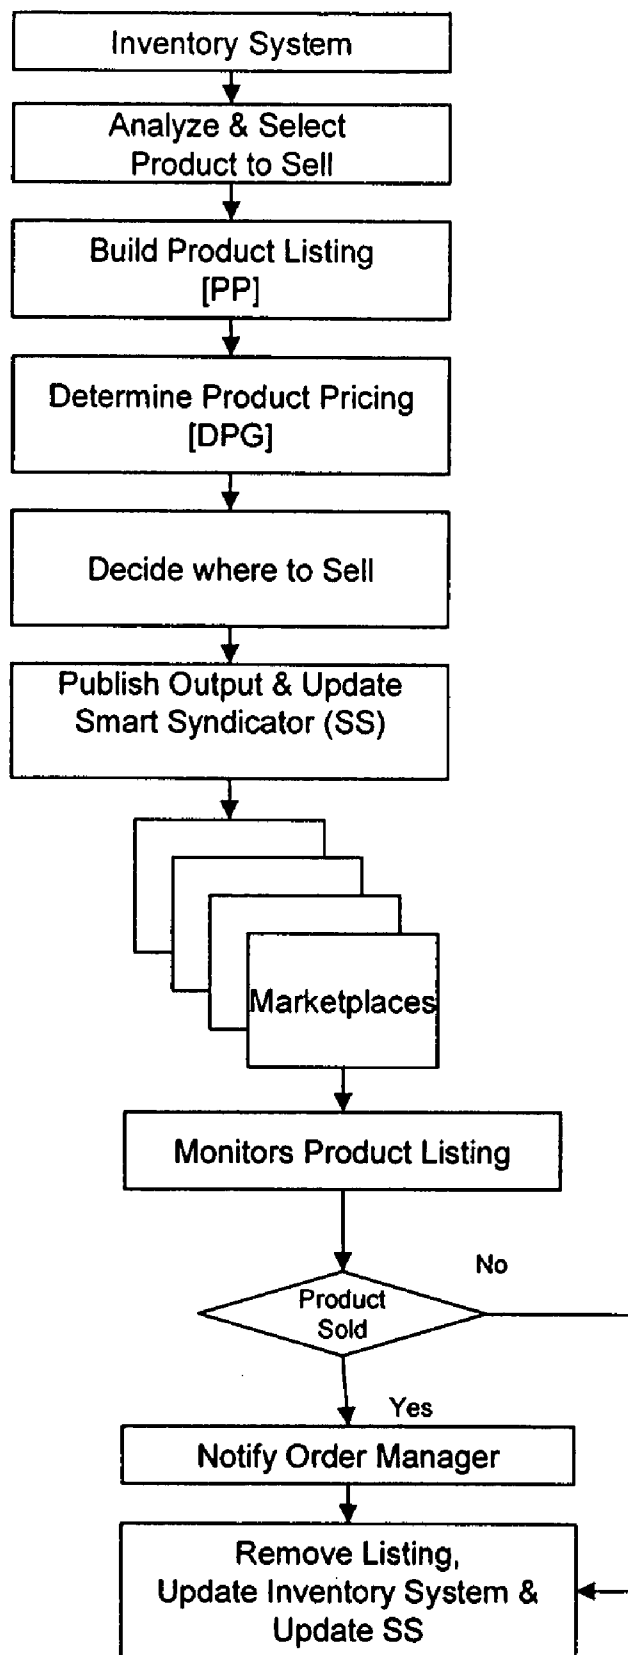 Inventory System
Analyze & Select
Product to Sell
Build Product Listing
[PP]
Determine Product Pricing
[DPG]
Decide where to Sell
Publish Output & Update
Smart Syndicator (SS)
Marketplaces
Monitors Product Listing
No
Product
Sold
Yes
Notify Order Manager
Remove Listing,
Update Inventory System &
Update SS